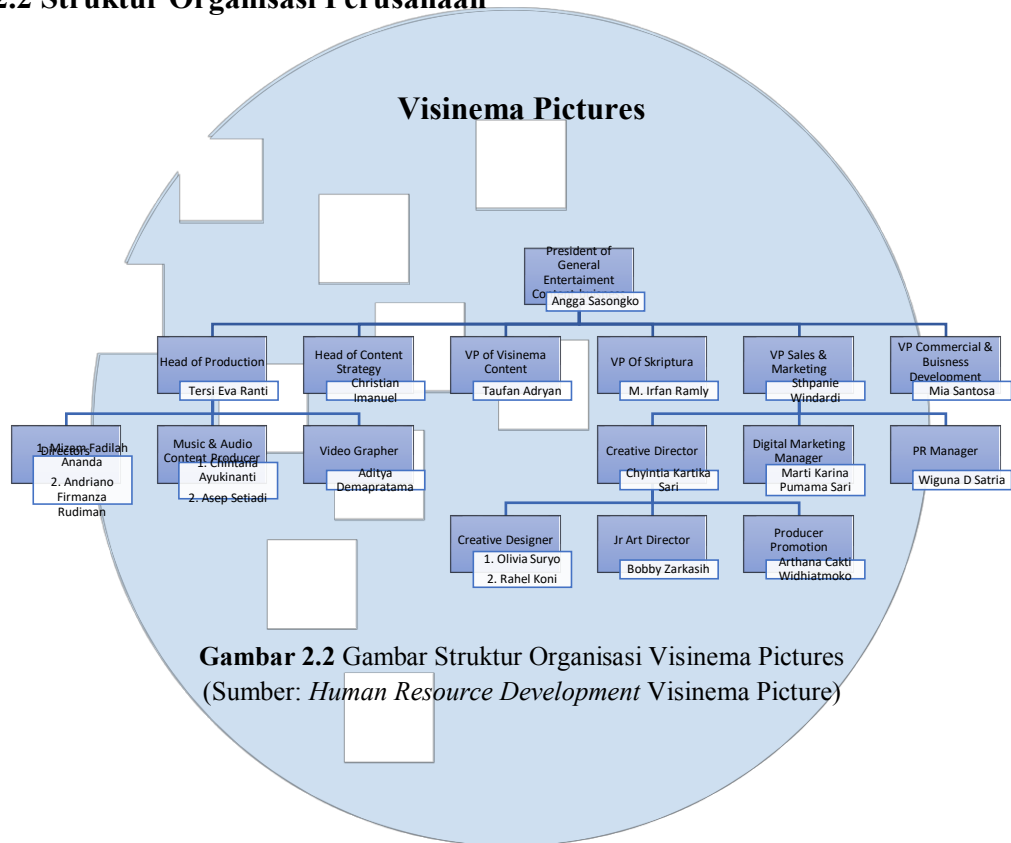 2.2 Struktur Organisasi Perusahaan
Visinema Pictures
President of
General
Entertaiment
Angga Sasongko
Head of Production
Tersi Eva Ranti
Head of Content
Strategy
Christian
Imanuel
VP of Visinema
Content
Taufan Adryan
VP Of Skriptura
M. Irfan Ramly
VP Sales &
Marketing
Sthpanie
Windardi
VP Commercial &
Buisness
Development
Mia Santosa
Directors
1. Mizam Fadilah
Ananda
2. Andriano
Firmanza
Rudiman
Music & Audio
Content Producer
1. Chintana
Ayukinanti
2. Asep Setiadi
Video Grapher
Aditya
Demapratama
Creative Director
Chyintia Kartika
Sari
Digital Marketing
Manager
Marti Karina
Pumama Sari
PR Manager
Wiguna D Satria
Creative Designer
1. Olivia Suryo
2. Rahel Koni
Jr Art Director
Bobby Zarkasih
Producer
Promotion
Arthana Cakti
Widhiatmoko
Gambar 2.2 Gambar Struktur Organisasi Visinema Pictures
(Sumber: Human Resource Development Visinema Picture)